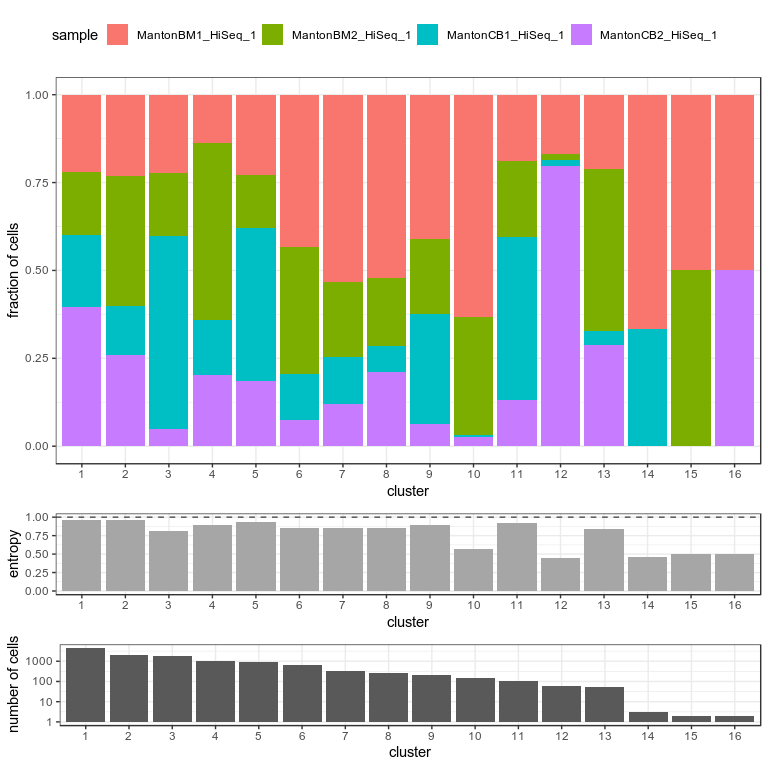 sample MantonBM1_HiSeq_1 MantonBM2_HiSeq_1 MantonCB1_HiSeq_1 MantonCB2_HiSeq_1
fraction of cells
1.00
0.75
0.50
0.25
0.00
1 2 3 4 5 6 7 8 9 10 11 12 13 14 15 16
cluster
entropy
1.00
0.75
0.50
0.25
0.00
1 2 3 4 5 6 7 8 9 10 11 12 13 14 15 16
cluster
number of cells
1000
100
10
1
1 2 3 4 5 6 7 8 9 10 11 12 13 14 15 16
cluster